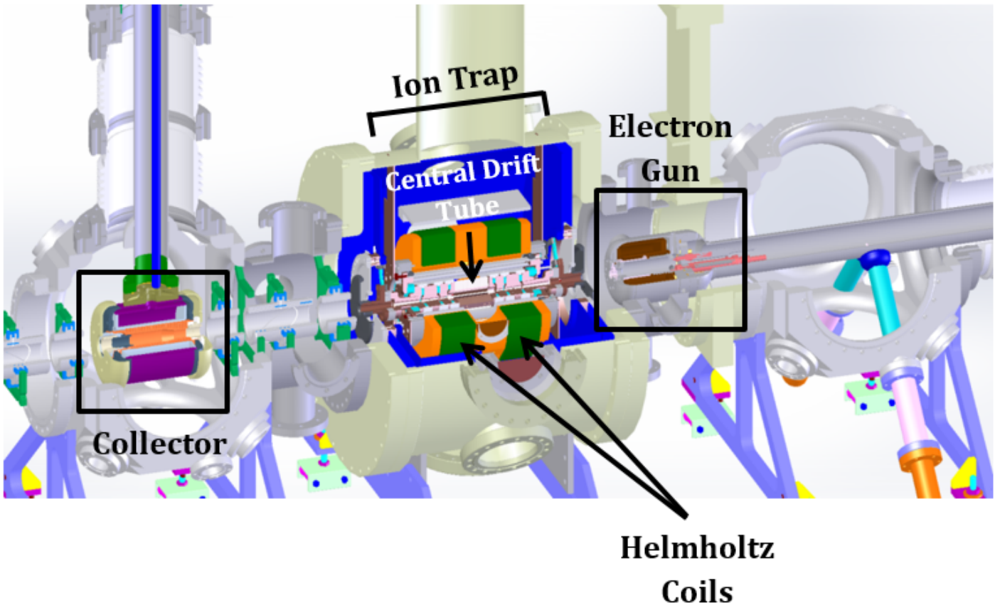 Ion Trap
Electron
Gun
Central Drift
Tube
Collector
Helmholtz
Coils